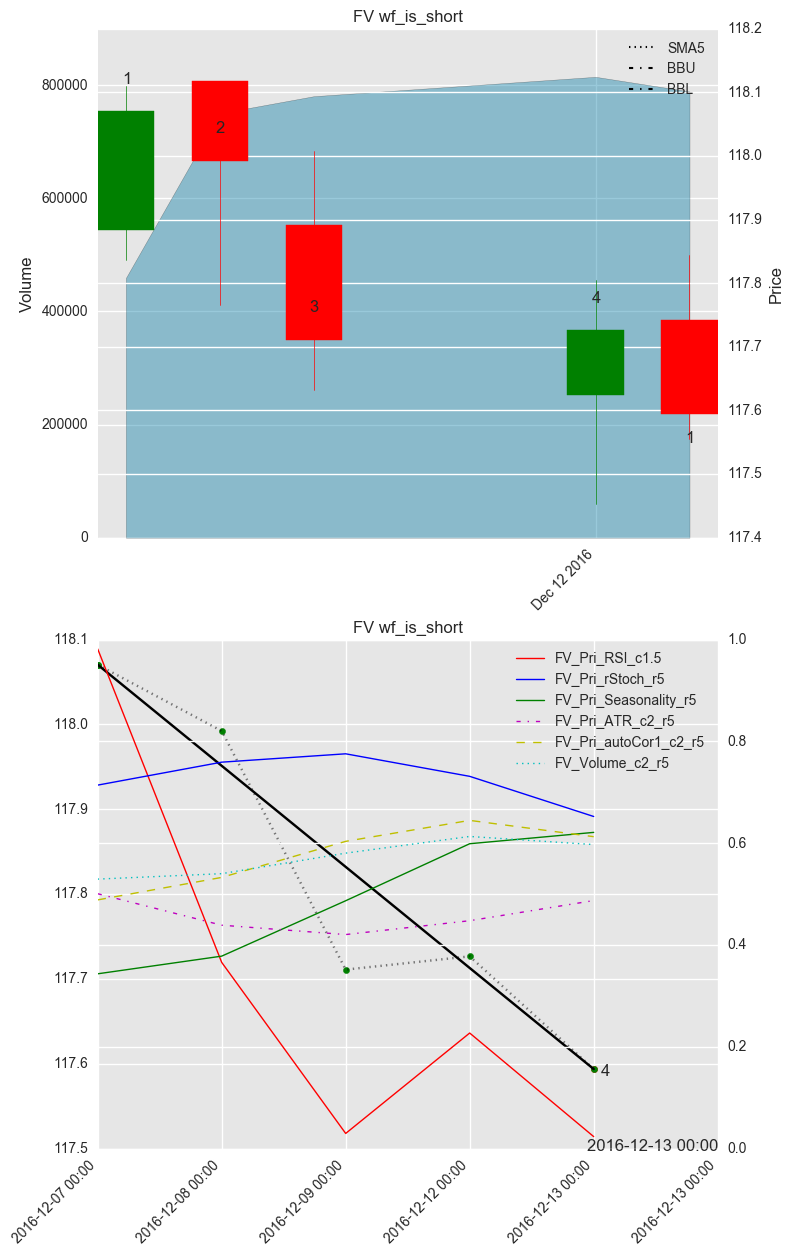 FV wf_is_short
118.2
SMA5
BBU
BBL
800000
600000
400000
200000
0
Volume
118.1
118.0
117.9
117.8
117.7
117.6
117.5
117.4
Price
1
2
3
4
1
Dec 12 2016
FV wf_is_short
118.1
118.0
117.9
117.8
117.7
117.6
117.5
FV_Pri_RSI_c1.5
FV_Pri_rStoch_r5
FV_Pri_Seasonality_r5
FV_Pri_ATR_c2_r5
FV_Pri_autoCor1_c2_r5
FV_Volume_c2_r5
1.0
0.8
0.6
0.4
0.2
0.0
4
2016-12-13 00:00
2016-12-07 00:00
2016-12-08 00:00
2016-12-09 00:00
2016-12-12 00:00
2016-12-13 00:00
2016-12-13 00:00